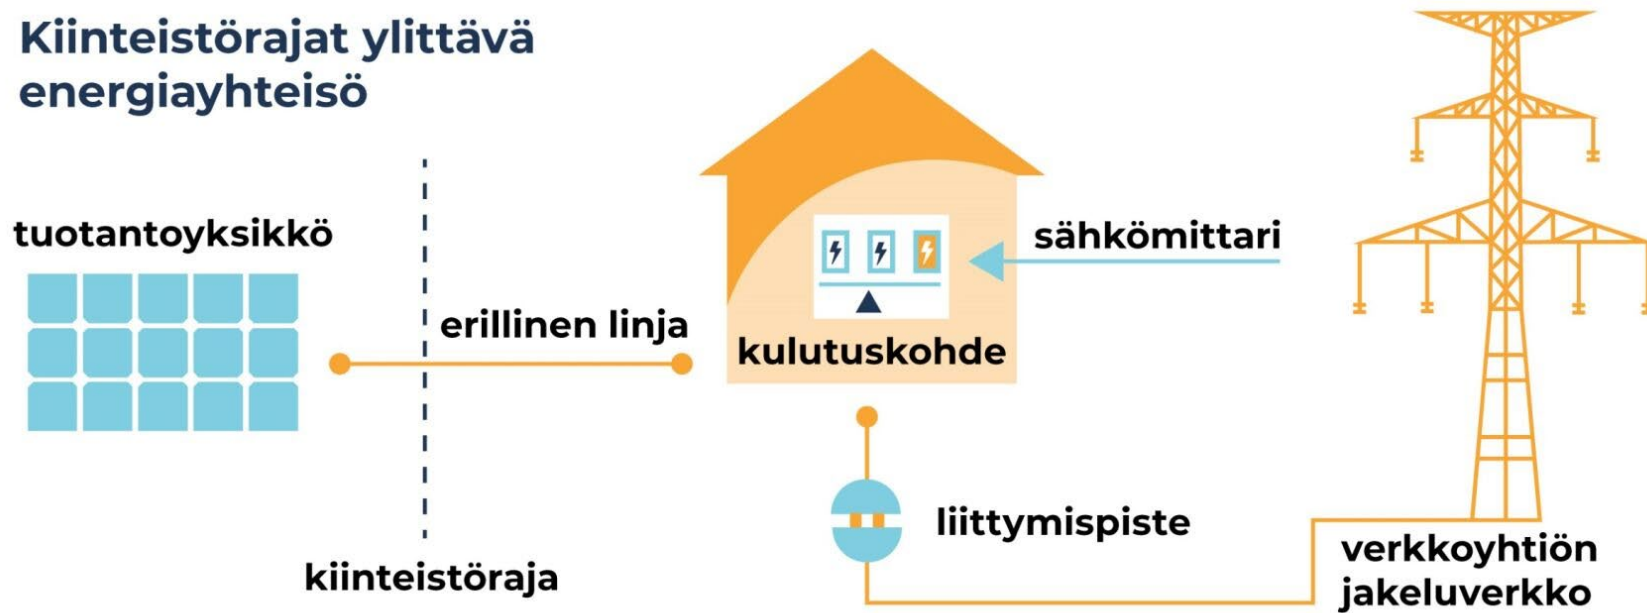 Kiinteistörajat ylittävä
energiayhteisö
tuotantoyksikkö
erillinen linja
kiinteistöraja
sähkömittari
kulutuskohde
liittymispiste
verkkoyhtiön
jakeluverkko